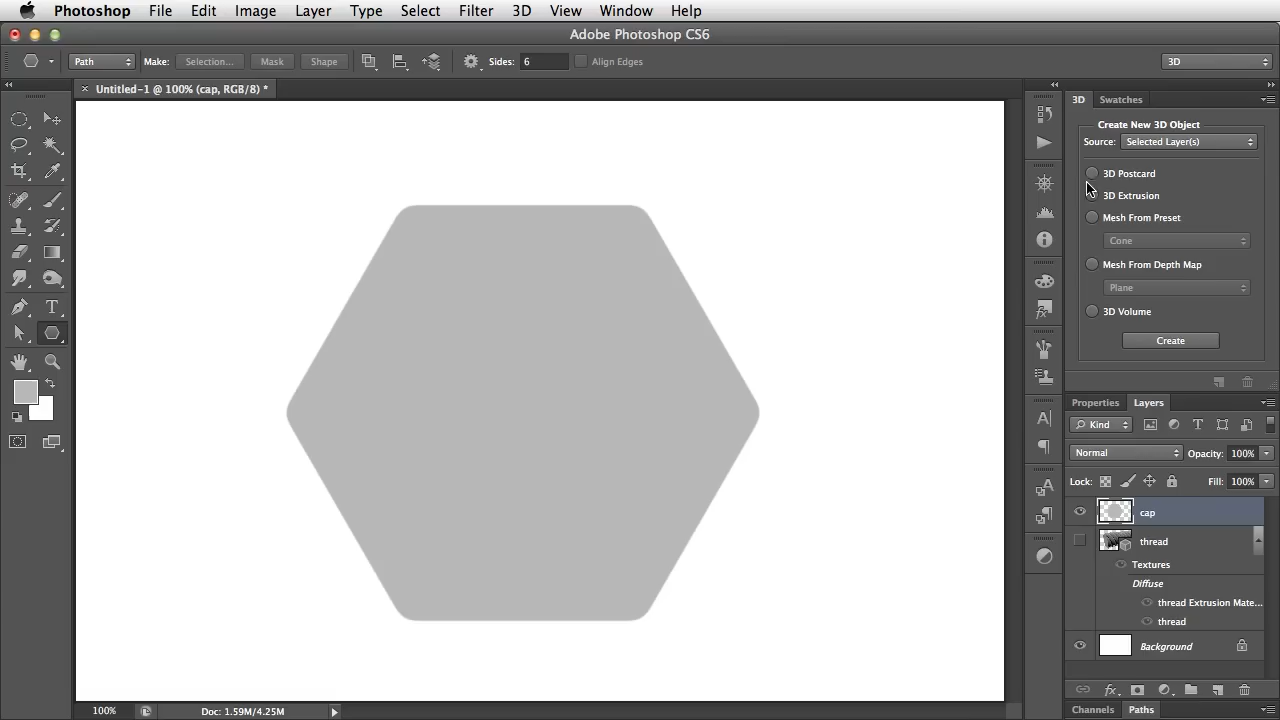 Photoshop File Edit Image Layer Type Select Filter 3D View Window Help
Adobe Photoshop CS6
Path Make: Selection... Mask Shape Sides: 6 Align Edges 3D
× Untitled-1 @ 100% (cap, RGB/8) *
3D Swatches
Create New 3D Object
Source: Selected Layer(s)
3D Postcard
3D Extrusion
Mesh From Preset
Cone
Mesh From Depth Map
Plane
3D Volume
Create
Properties Layers
Kind
Normal Opacity: 100%
Lock: Fill: 100%
cap
thread
Textures
Diffuse
thread Extrusion Mate...
thread
Background
100% Doc: 1.59M/4.25M
Channels Paths